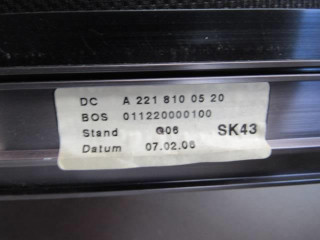 DC A 221 810 05 20
BOS 011220000100
Stand G06 SK43
Datum 07.02.06